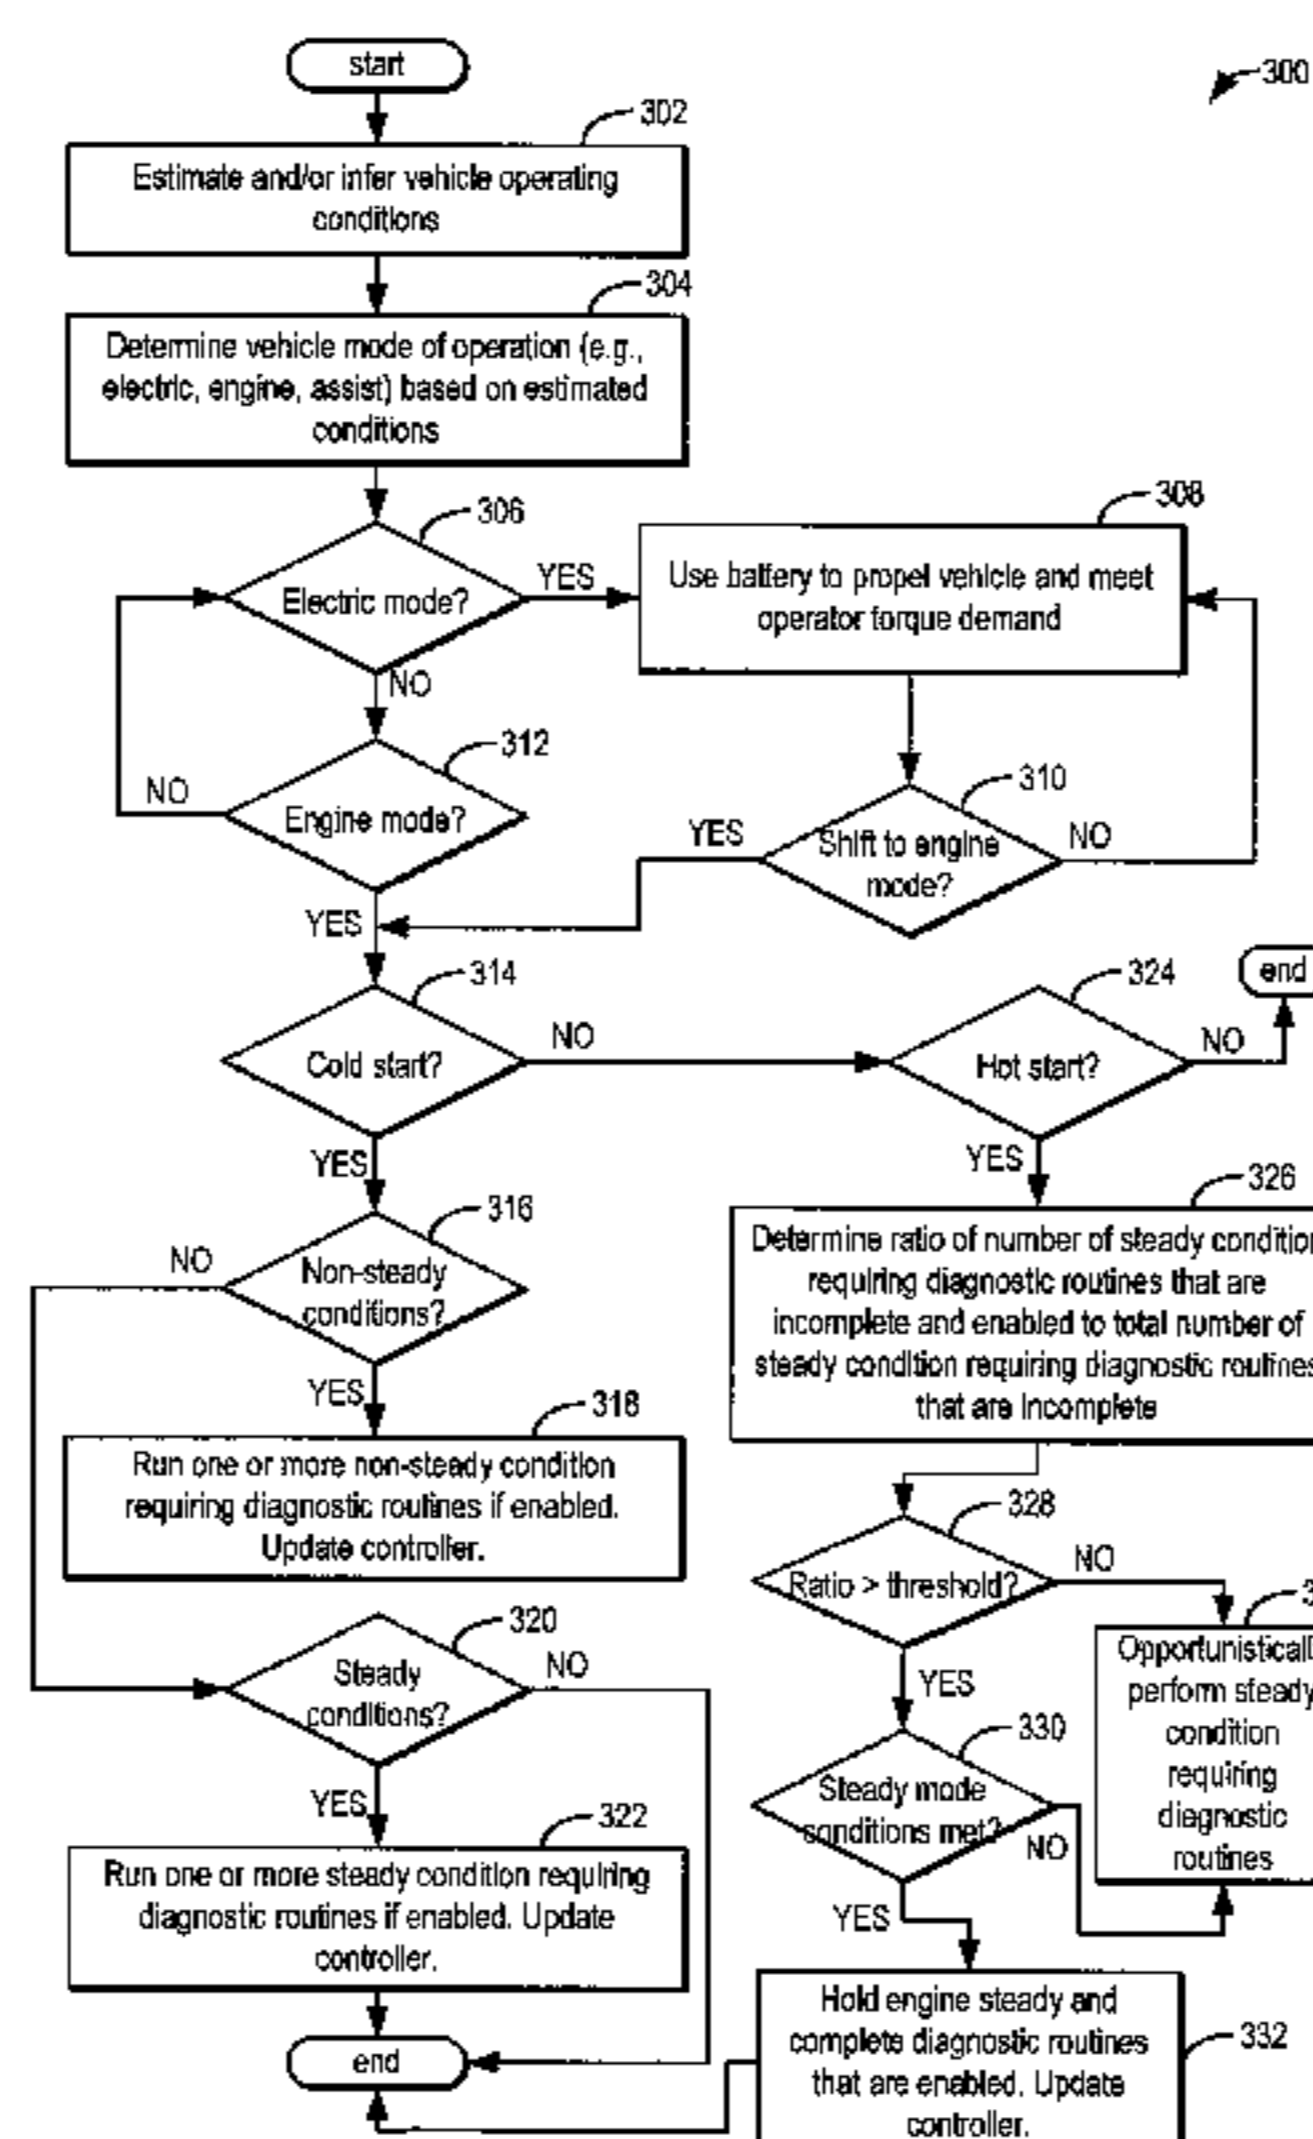 start
300
302
Estimate and/or infer vehicle operating
conditions
304
Determine vehicle mode of operation (e.g.,
electric, engine, assist) based on estimated
conditions
306
Electric mode?
YES
NO
308
Use battery to propel vehicle and meet
operator torque demand
312
Engine mode?
NO
YES
310
Shift to engine
mode?
YES
NO
314
Cold start?
NO
YES
324
Hot start?
NO
end
YES
316
Non-steady
conditions?
NO
YES
326
Determine ratio of number of steady condition
requiring diagnostic routines that are
incomplete and enabled to total number of
steady condition requiring diagnostic routines
that are incomplete
318
Run one or more non-steady condition
requiring diagnostic routines if enabled.
Update controller.
328
Ratio > threshold?
NO
YES
320
Steady
conditions?
NO
YES
3
perform steady
condition
requiring
diagnostic
routines
330
Steady mode
conditions met?
NO
YES
322
Run one or more steady condition requiring
diagnostic routines if enabled. Update
controller.
end
332
Hold engine steady and
complete diagnostic routines
that are enabled. Update
controller.